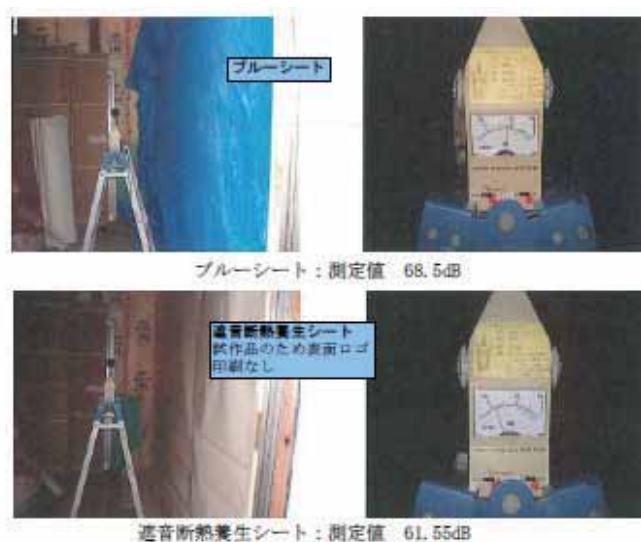 ブルーシート
ブルーシート：測定値　68.5dB
遮音断熱養生シート
試作品のため表面ロゴ
印刷なし
遮音断熱養生シート：測定値　61.55dB